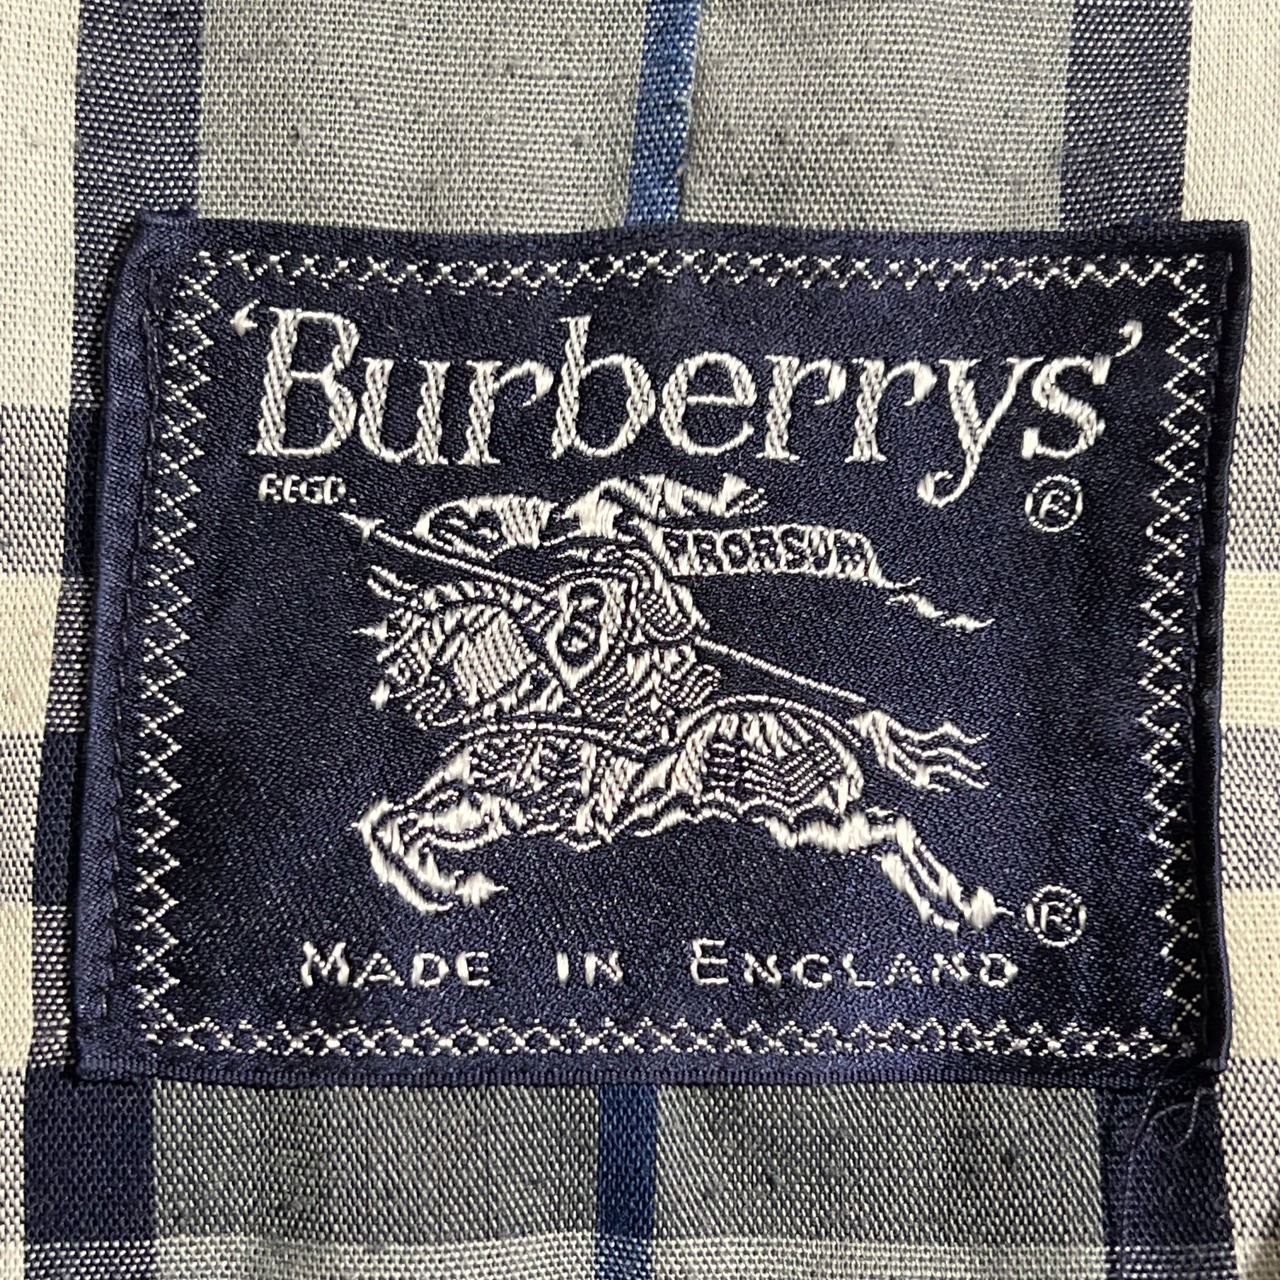 'Burberrys'
REGD. ®
PRORSUM
®
MADE IN ENGLAND